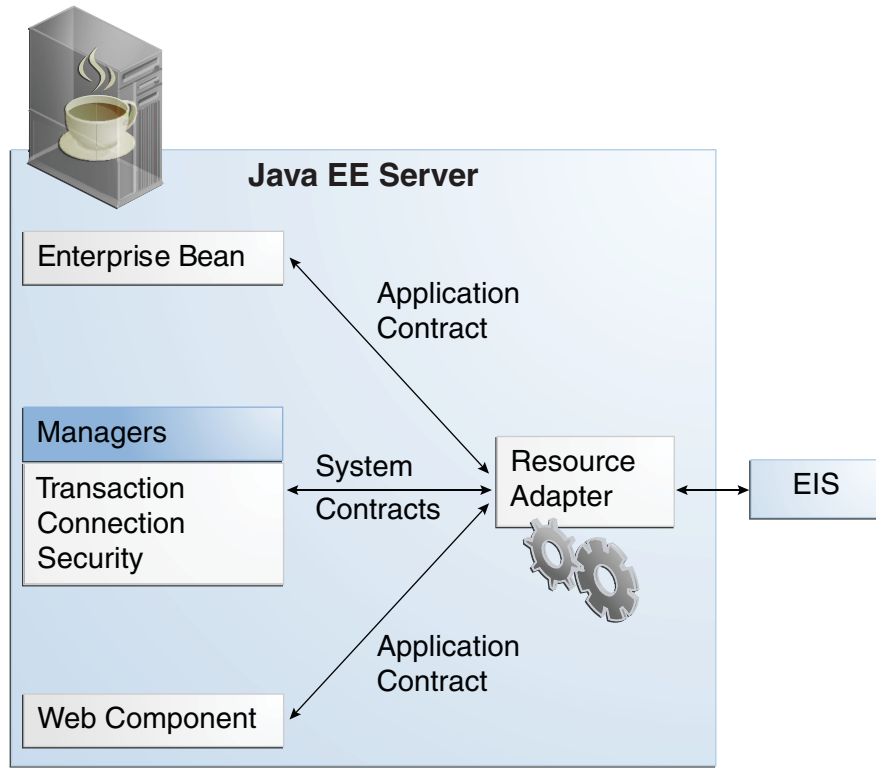 Java EE Server
Enterprise Bean
Application
Contract
Managers
Transaction
Connection
Security
System
Contracts
Resource
Adapter
EIS
Application
Contract
Web Component